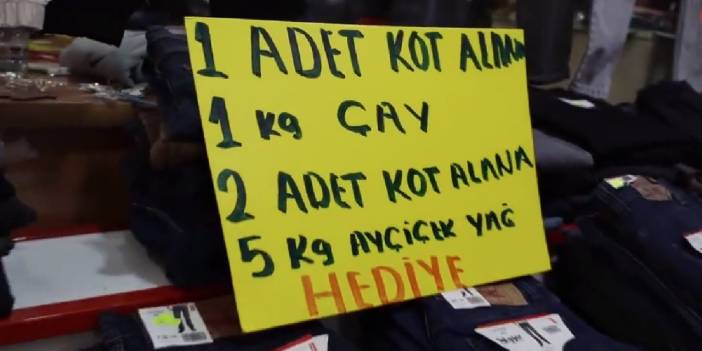 1 ADET KOT ALANA
1 Kg ÇAY
2 ADET KOT ALANA
5 Kg AYÇİÇEK YAĞ
HEDİYE